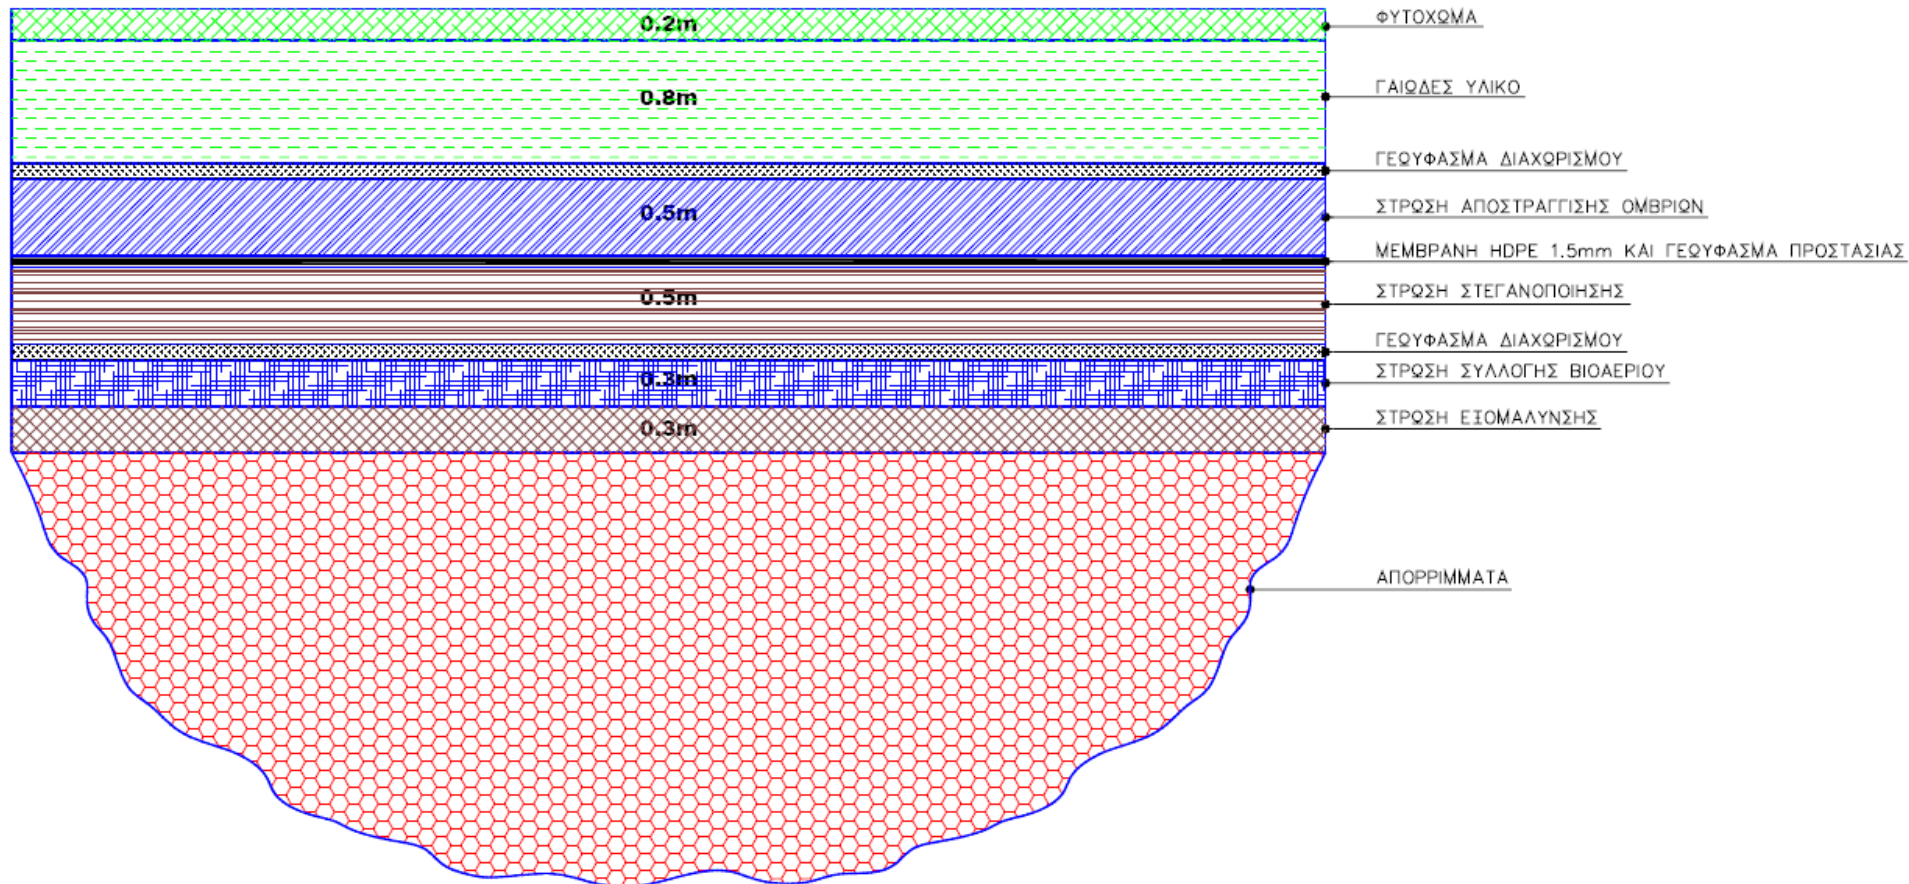 0.2m
ΦΥΤΟΧΩΜΑ
0.8m
ΓΑΙΩΔΕΣ ΥΛΙΚΟ
ΓΕΩΥΦΑΣΜΑ ΔΙΑΧΩΡΙΣΜΟΥ
0.5m
ΣΤΡΩΣΗ ΑΠΟΣΤΡΑΓΓΙΣΗΣ ΟΜΒΡΙΩΝ
ΜΕΜΒΡΑΝΗ HDPE 1.5mm ΚΑΙ ΓΕΩΥΦΑΣΜΑ ΠΡΟΣΤΑΣΙΑΣ
0.5m
ΣΤΡΩΣΗ ΣΤΕΓΑΝΟΠΟΙΗΣΗΣ
ΓΕΩΥΦΑΣΜΑ ΔΙΑΧΩΡΙΣΜΟΥ
0.3m
ΣΤΡΩΣΗ ΣΥΛΛΟΓΗΣ ΒΙΟΑΕΡΙΟΥ
0.3m
ΣΤΡΩΣΗ ΕΞΟΜΑΛΥΝΣΗΣ
ΑΠΟΡΡΙΜΜΑΤΑ